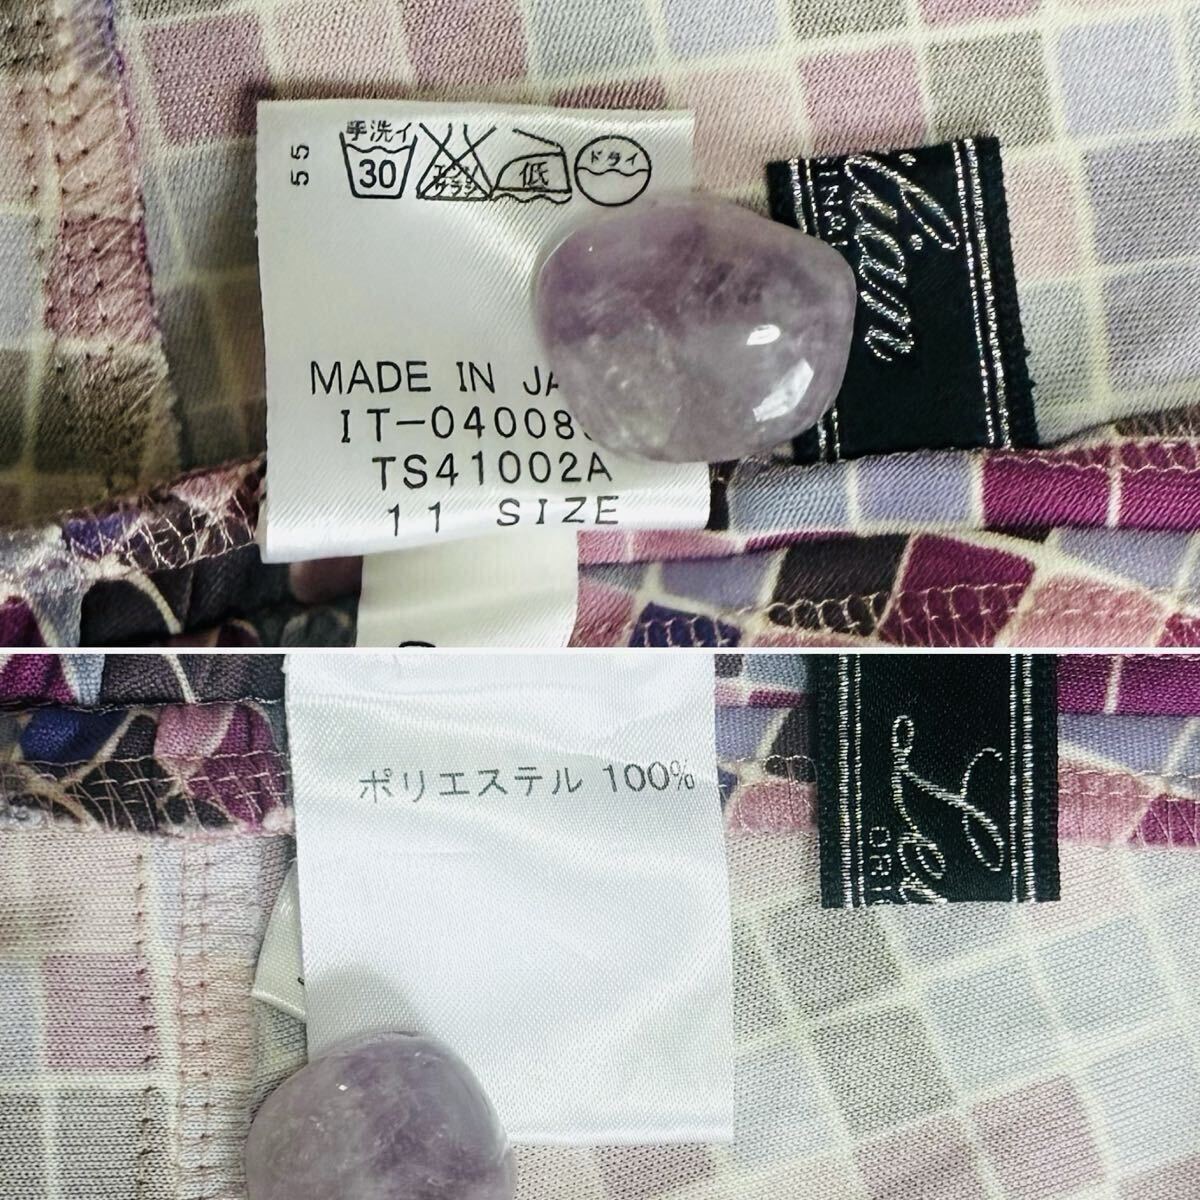 55
手洗イ
30
エンソ
サラシ
低
ドライ
MADE IN JA
IT-04008
TS41002A
11 SIZE
ポリエステル 100%